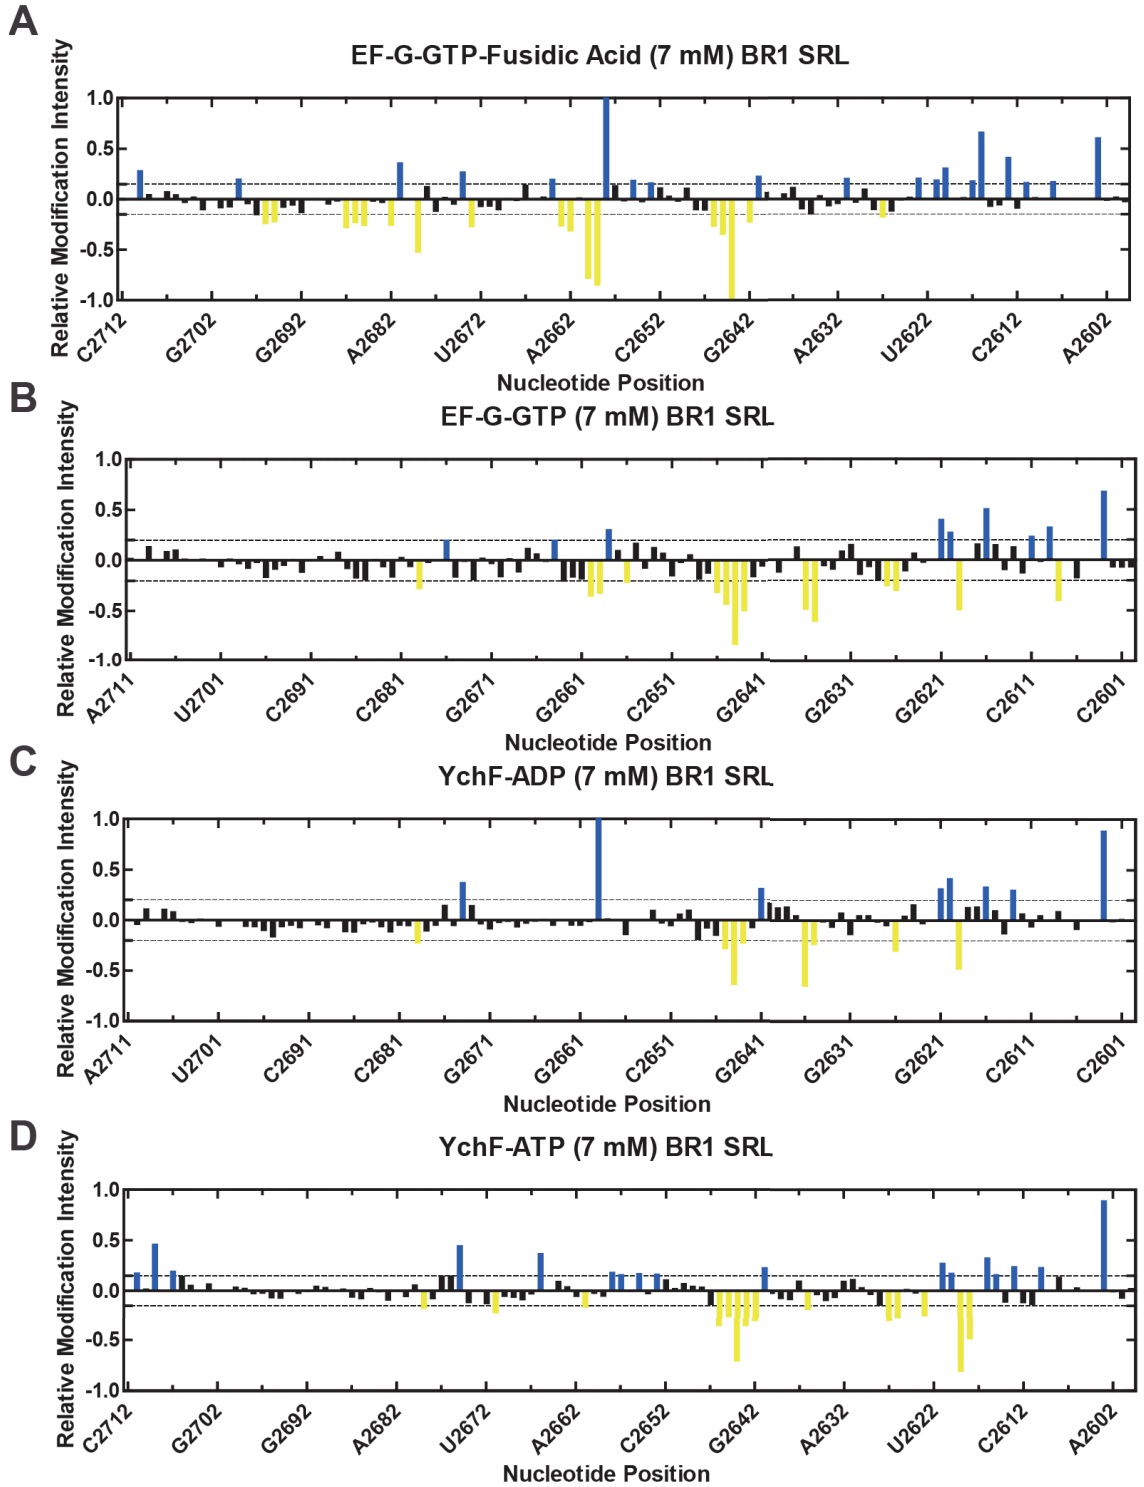 A
EF-G-GTP-Fusidic Acid (7 mM) BR1 SRL
Relative Modification Intensity
1.0
0.5
0.0
-0.5
-1.0
C2712 G2702 G2692 A2682 U2672 A2662 C2652 G2642 A2632 U2622 C2612 A2602
Nucleotide Position
B
EF-G-GTP (7 mM) BR1 SRL
Relative Modification Intensity
1.0
0.5
0.0
-0.5
-1.0
A2711 U2701 C2691 C2681 G2671 G2661 C2651 G2641 G2631 G2621 C2611 C2601
Nucleotide Position
C
YchF-ADP (7 mM) BR1 SRL
Relative Modification Intensity
1.0
0.5
0.0
-0.5
-1.0
A2711 U2701 C2691 C2681 G2671 G2661 C2651 G2641 G2631 G2621 C2611 C2601
Nucleotide Position
D
YchF-ATP (7 mM) BR1 SRL
Relative Modification Intensity
1.0
0.5
0.0
-0.5
-1.0
C2712 G2702 G2692 A2682 U2672 A2662 C2652 G2642 A2632 U2622 C2612 A2602
Nucleotide Position